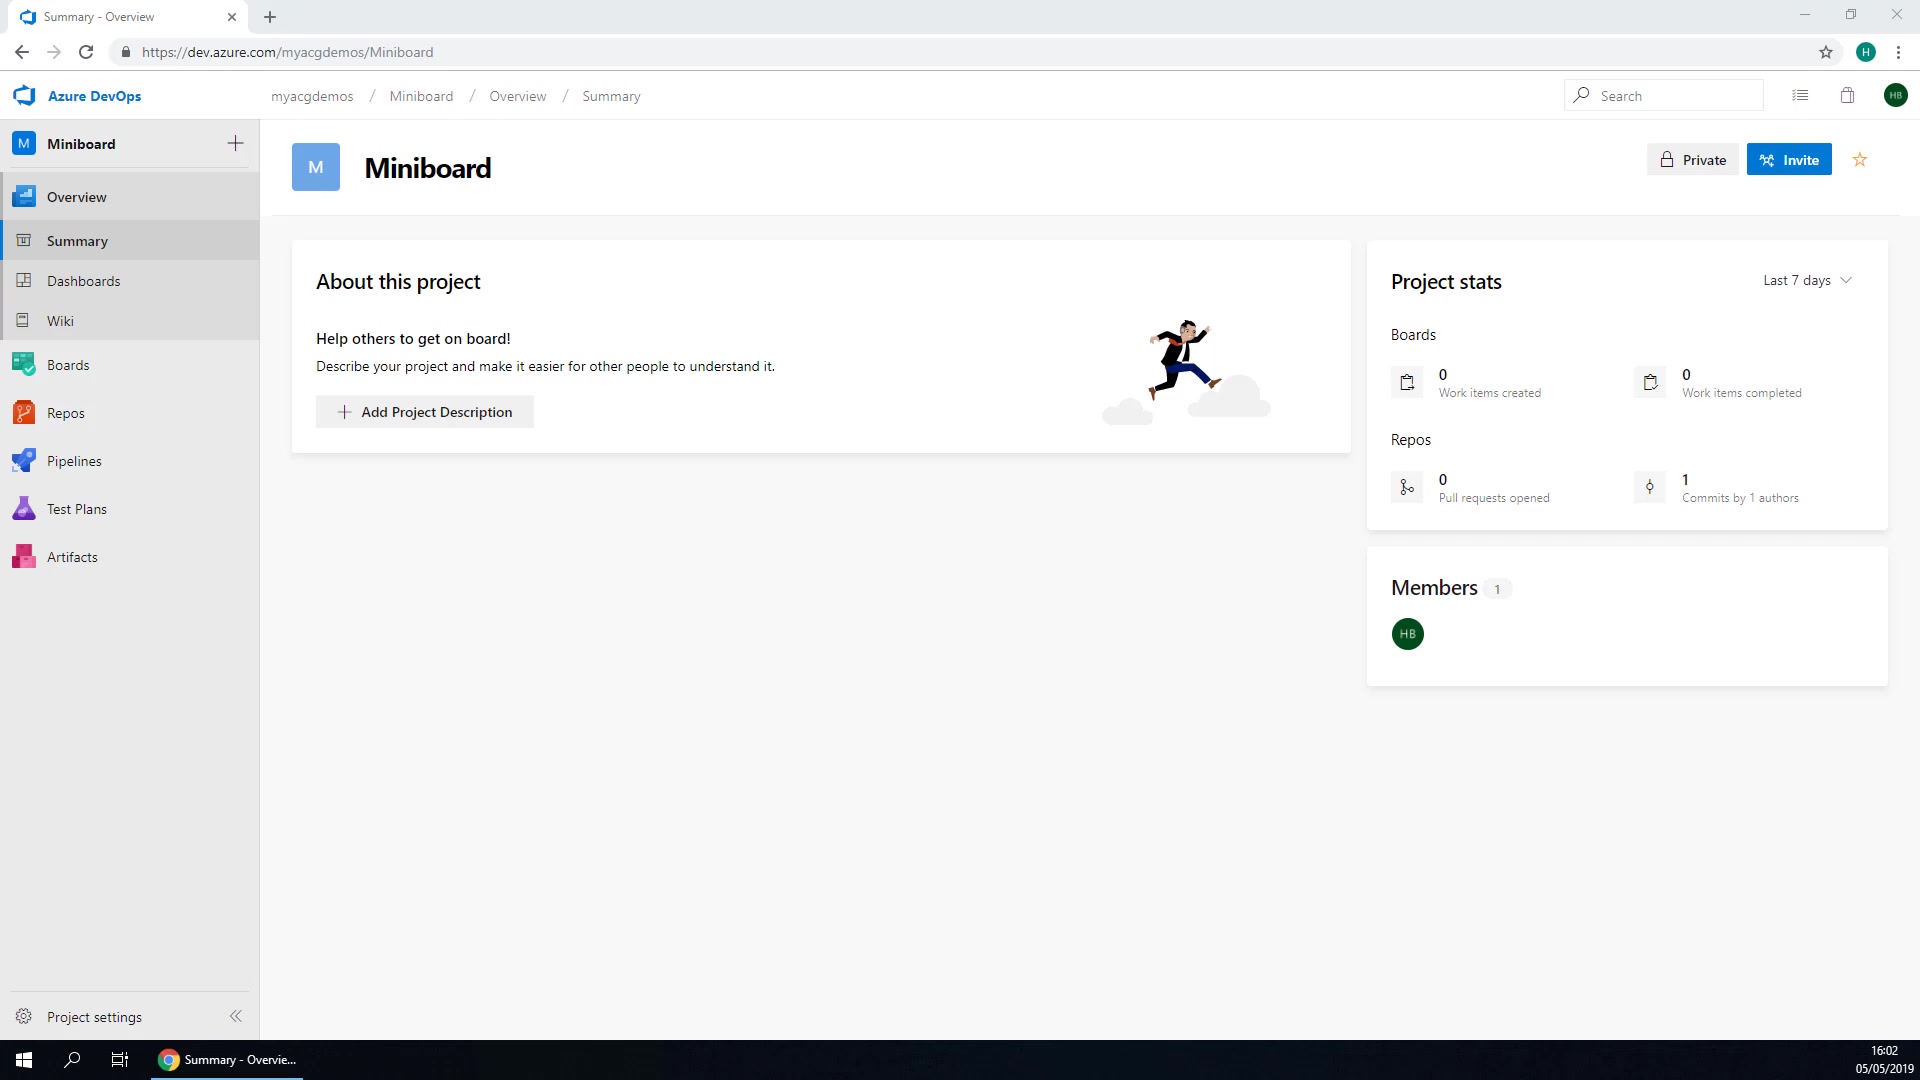 Summary - Overview
https://dev.azure.com/myacgdemos/Miniboard
H
Azure DevOps
myacgdemos / Miniboard / Overview / Summary
Search
HB
M
Miniboard
Overview
Summary
Dashboards
Wiki
Boards
Repos
Pipelines
Test Plans
Artifacts
Project settings
M
Miniboard
Private
Invite
About this project
Help others to get on board!
Describe your project and make it easier for other people to understand it.
Add Project Description
Project stats
Last 7 days
Boards
0
Work items created
0
Work items completed
Repos
0
Pull requests opened
1
Commits by 1 authors
Members 1
HB
Summary - Overvie...
16:02
05/05/2019